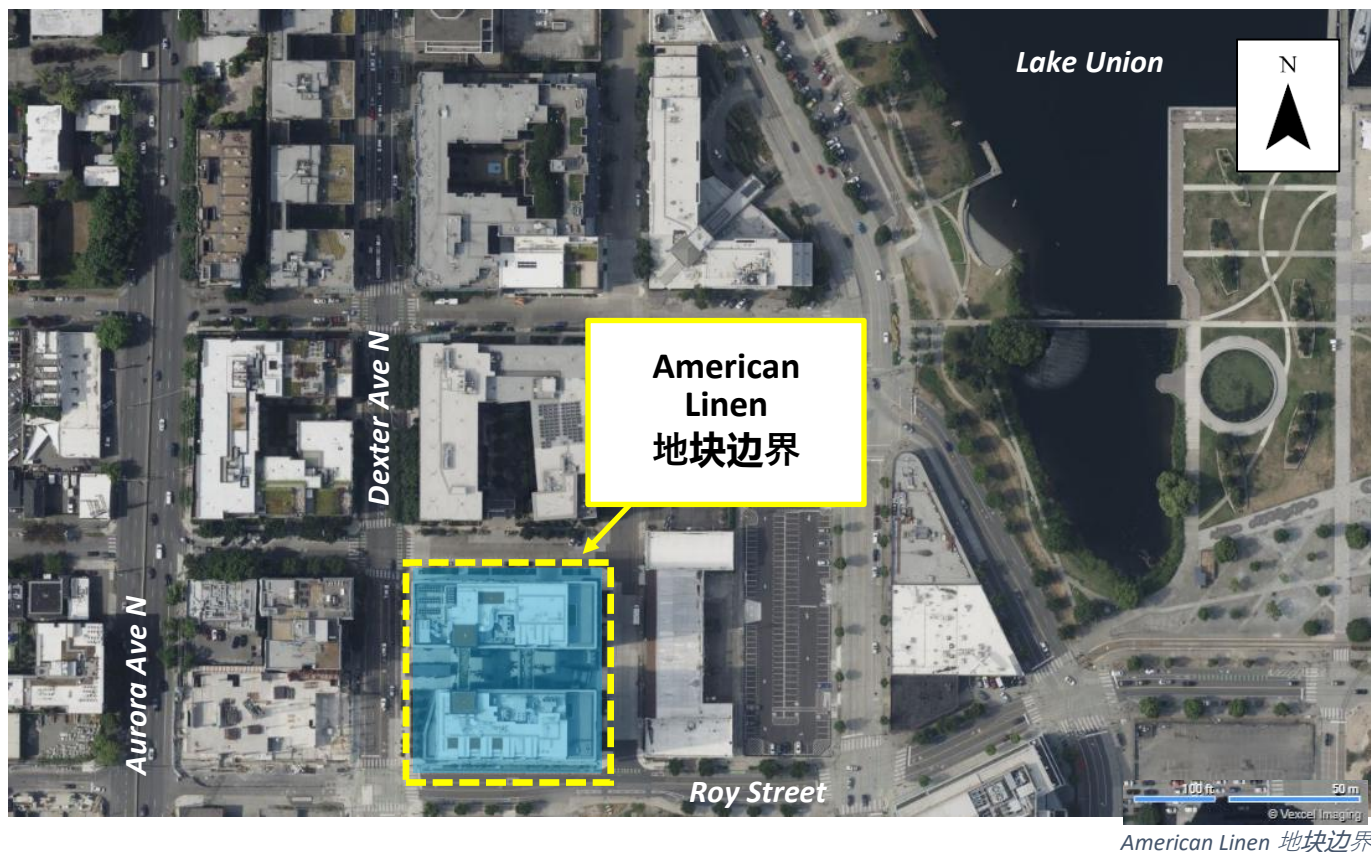 Lake Union
N
American
Linen
地块边界
Dexter Ave N
Aurora Ave N
Roy Street
100 ft
50 m
© Vexcel Imaging
American Linen 地块边界